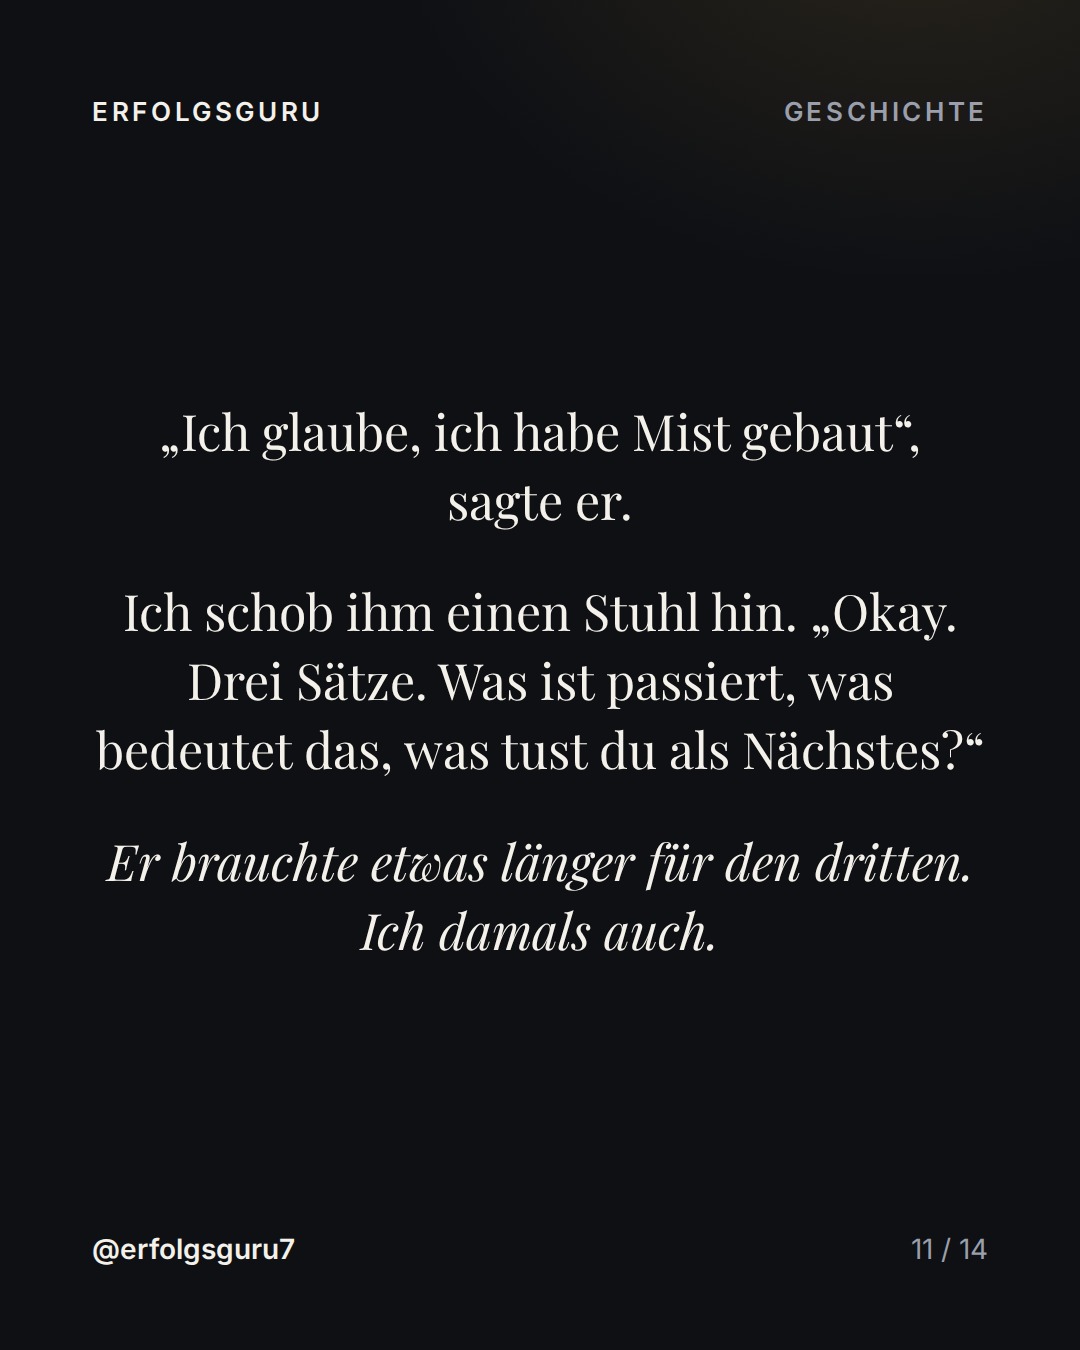 ERFOLGSGURU
GESCHICHTE
„Ich glaube, ich habe Mist gebaut“,
sagte er.
Ich schob ihm einen Stuhl hin. „Okay.
Drei Sätze. Was ist passiert, was
bedeutet das, was tust du als Nächstes?“
Er brauchte etwas länger für den dritten.
Ich damals auch.
@erfolgsguru7
11 / 14